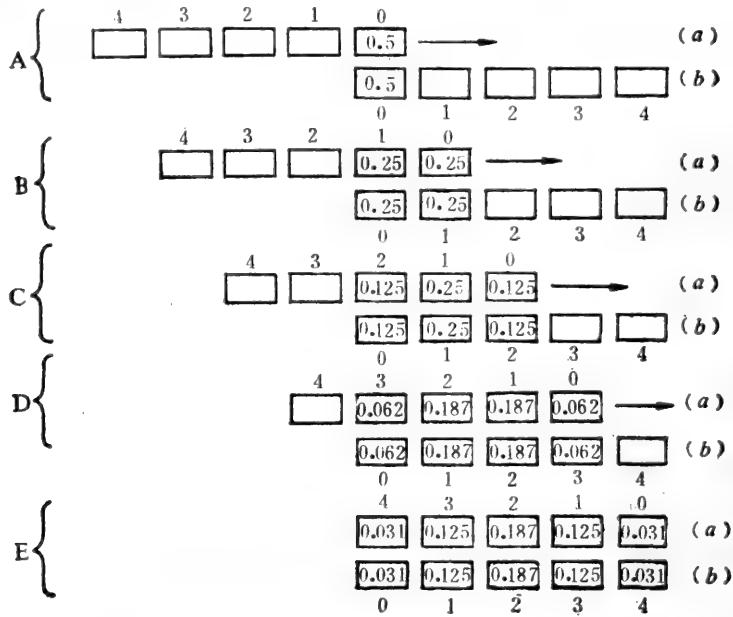 4 3 2 1 0
A 0.5 (a)
0.5 (b)
0 1 2 3 4
4 3 2 1 0
B 0.25 0.25 (a)
0.25 0.25 (b)
0 1 2 3 4
4 3 2 1 0
C 0.125 0.25 0.125 (a)
0.125 0.25 0.125 (b)
0 1 2 3 4
4 3 2 1 0
D 0.062 0.187 0.187 0.062 (a)
0.062 0.187 0.187 0.062 (b)
0 1 2 3 4
4 3 2 1 0
E 0.031 0.125 0.187 0.125 0.031 (a)
0.031 0.125 0.187 0.125 0.031 (b)
0 1 2 3 4